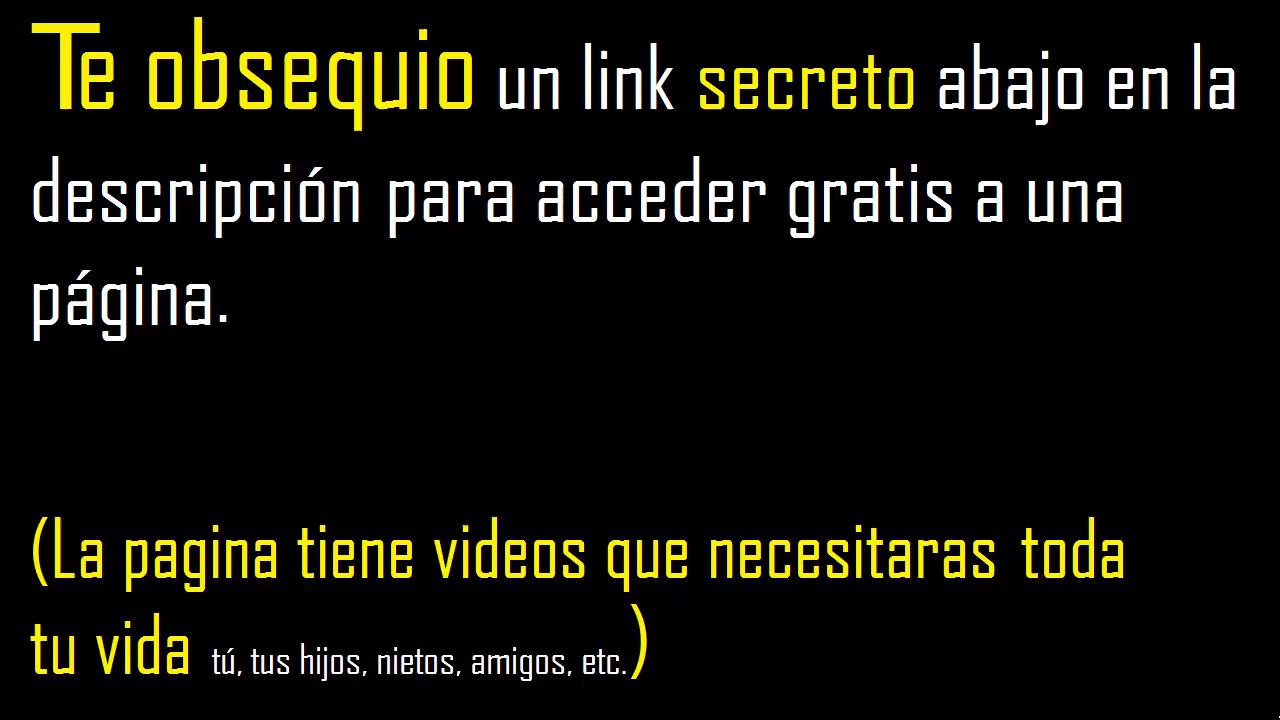 Te obsequio un link secreto abajo en la
descripción para acceder gratis a una
página.
(La pagina tiene videos que necesitaras toda
tu vida tú, tus hijos, nietos, amigos, etc.)